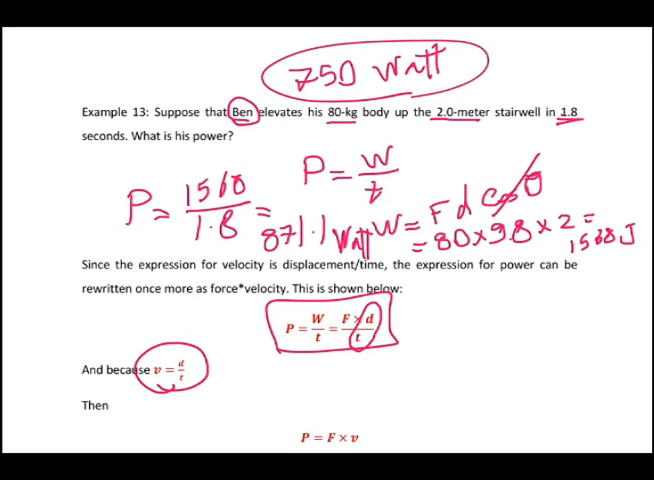 750 Watt
Example 13: Suppose that Ben elevates his 80-kg body up the 2.0-meter stairwell in 1.8
seconds. What is his power?
P = W/t
P = 1568/1.8 =
871.1 Watt
W = F d Cos θ
= 80 × 9.8 × 2 =
1568 J
Since the expression for velocity is displacement/time, the expression for power can be
rewritten once more as force*velocity. This is shown below:
P = W/t = F × d/t
And because v = d/t
Then
P = F × v